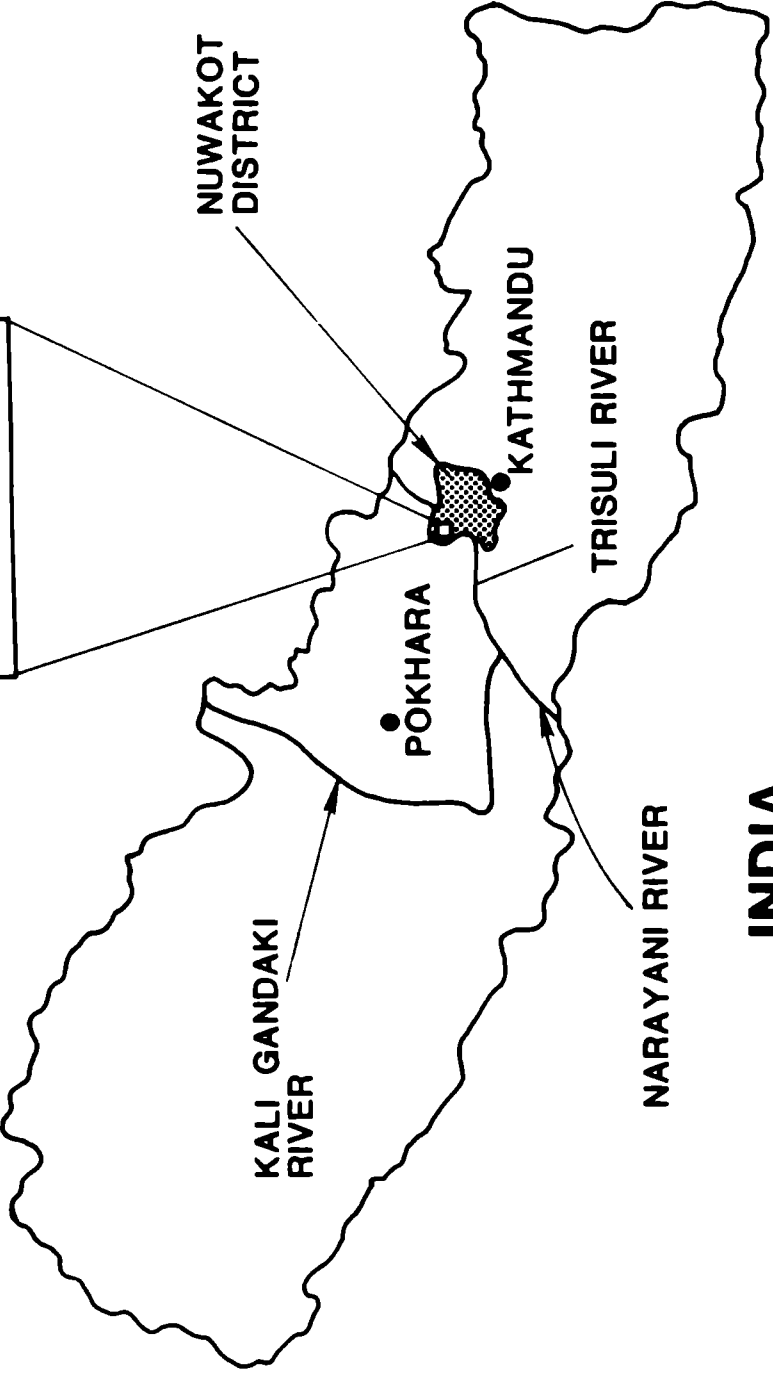 NUWAKOT
DISTRICT
KATHMANDU
TRISULI RIVER
POKHARA
KALI GANDAKI
RIVER
NARAYANI RIVER
INDIA